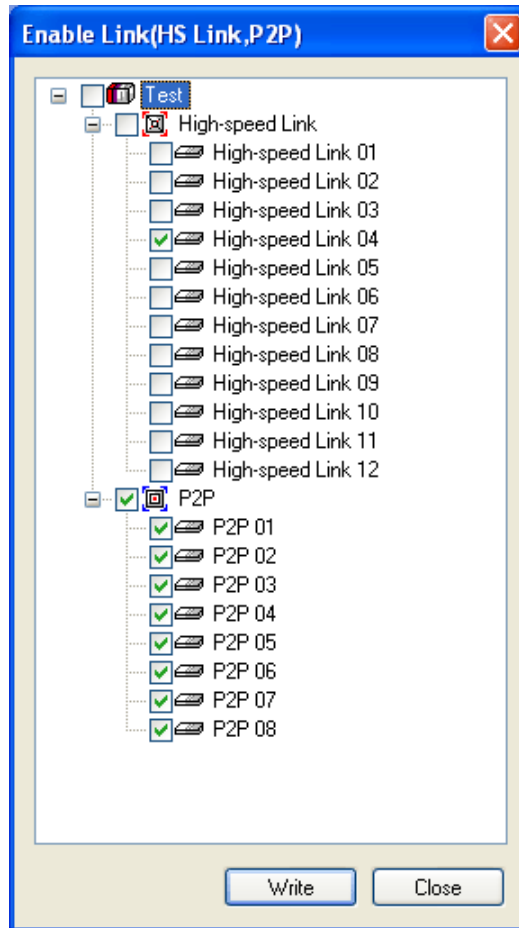 Enable Link(HS Link,P2P)
Test
High-speed Link
High-speed Link 01
High-speed Link 02
High-speed Link 03
High-speed Link 04
High-speed Link 05
High-speed Link 06
High-speed Link 07
High-speed Link 08
High-speed Link 09
High-speed Link 10
High-speed Link 11
High-speed Link 12
P2P
P2P 01
P2P 02
P2P 03
P2P 04
P2P 05
P2P 06
P2P 07
P2P 08
Write Close